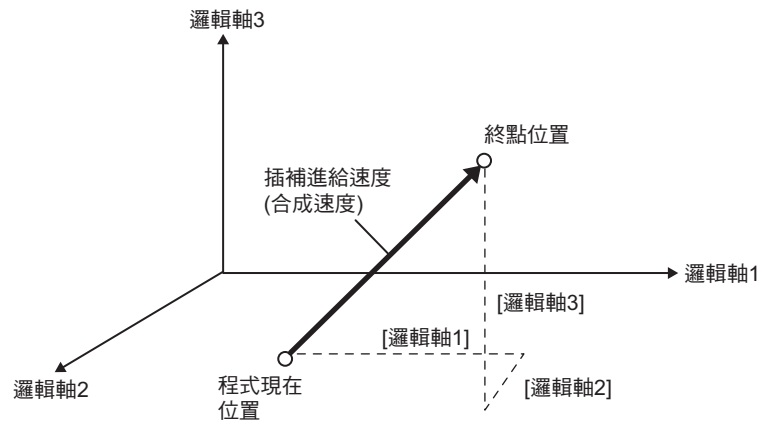 邏輯軸3
終點位置
插補進給速度
(合成速度)
邏輯軸1
[邏輯軸3]
[邏輯軸1]
邏輯軸2
程式現在
位置
[邏輯軸2]